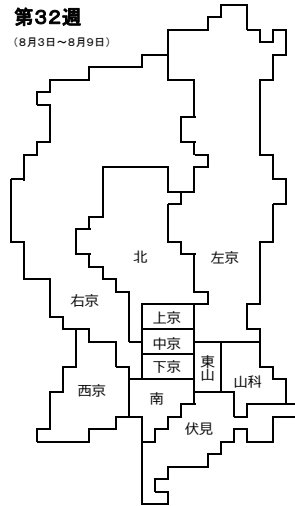 第32週
（8月3日～8月9日）
北
左京
右京
上京
中京
下京
東山
山科
西京
南
伏見